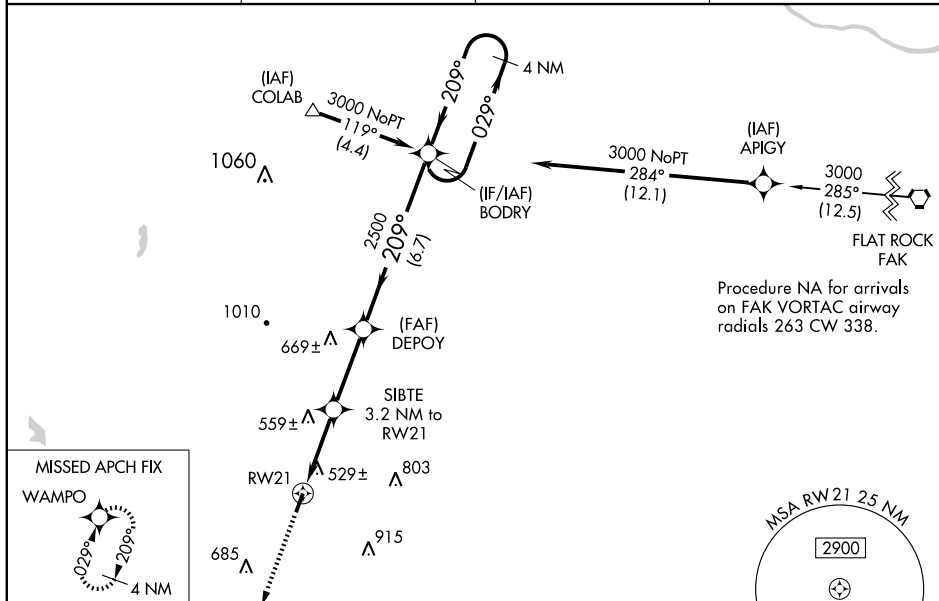 4 NM
209°
029°
(IAF)
COLAB
3000 NoPT
119°
(4.4)
(IAF)
APIGY
1060
3000 NoPT
284°
(12.1)
3000
285°
(12.5)
(IF/IAF)
BODRY
FLAT ROCK
FAK
2500
209°
(6.7)
Procedure NA for arrivals
on FAK VORTAC airway
radials 263 CW 338.
1010
(FAF)
DEPOY
669±
SIBTE
3.2 NM to
RW21
559±
MISSED APCH FIX
WAMPO
029°
209°
4 NM
RW21
529±
803
915
685
MSA RW21 25 NM
2900